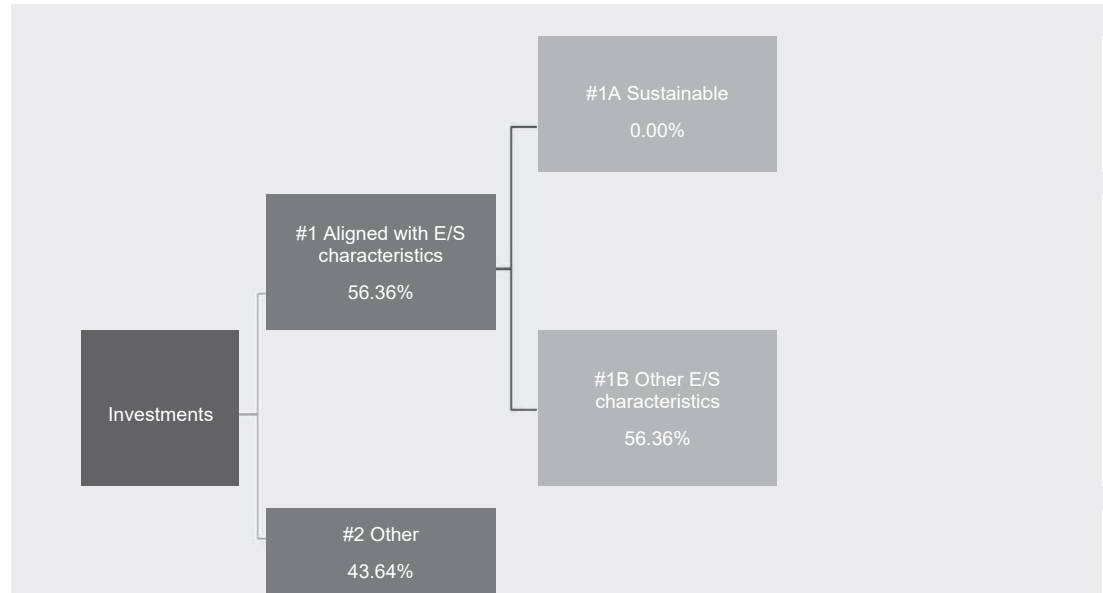 #1A Sustainable
0.00%
#1 Aligned with E/S
characteristics
56.36%
#1B Other E/S
characteristics
56.36%
Investments
#2 Other
43.64%